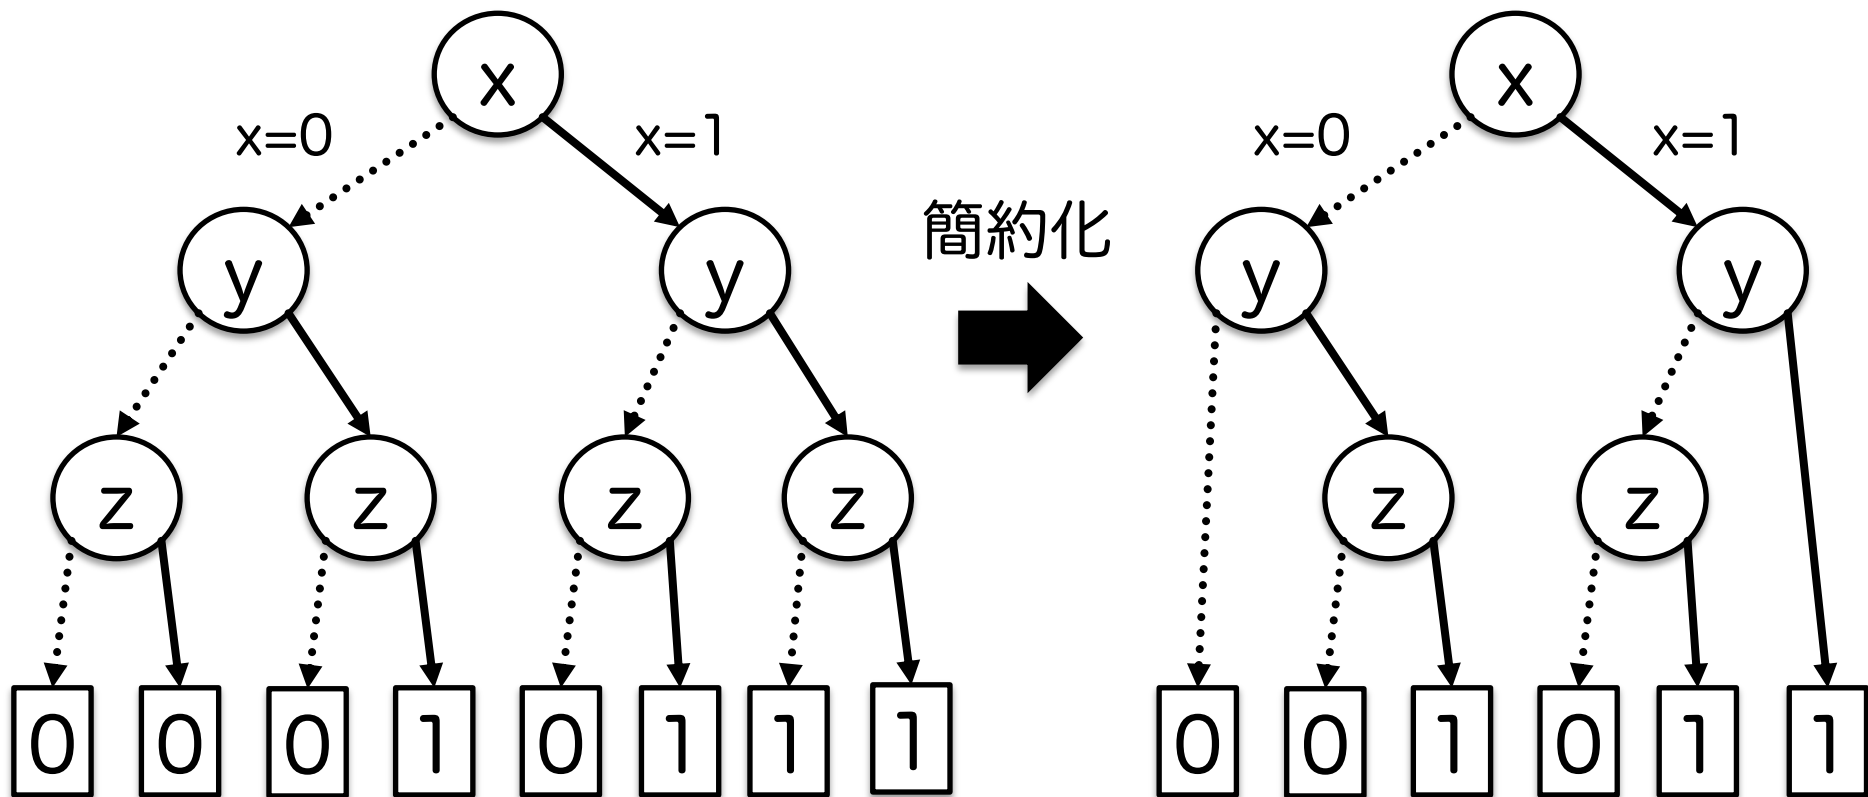 x x
x=0 x=1 x=0 x=1
簡約化
y y y y
z z z z z z
0 0 0 1 0 1 1 1 0 0 1 0 1 1